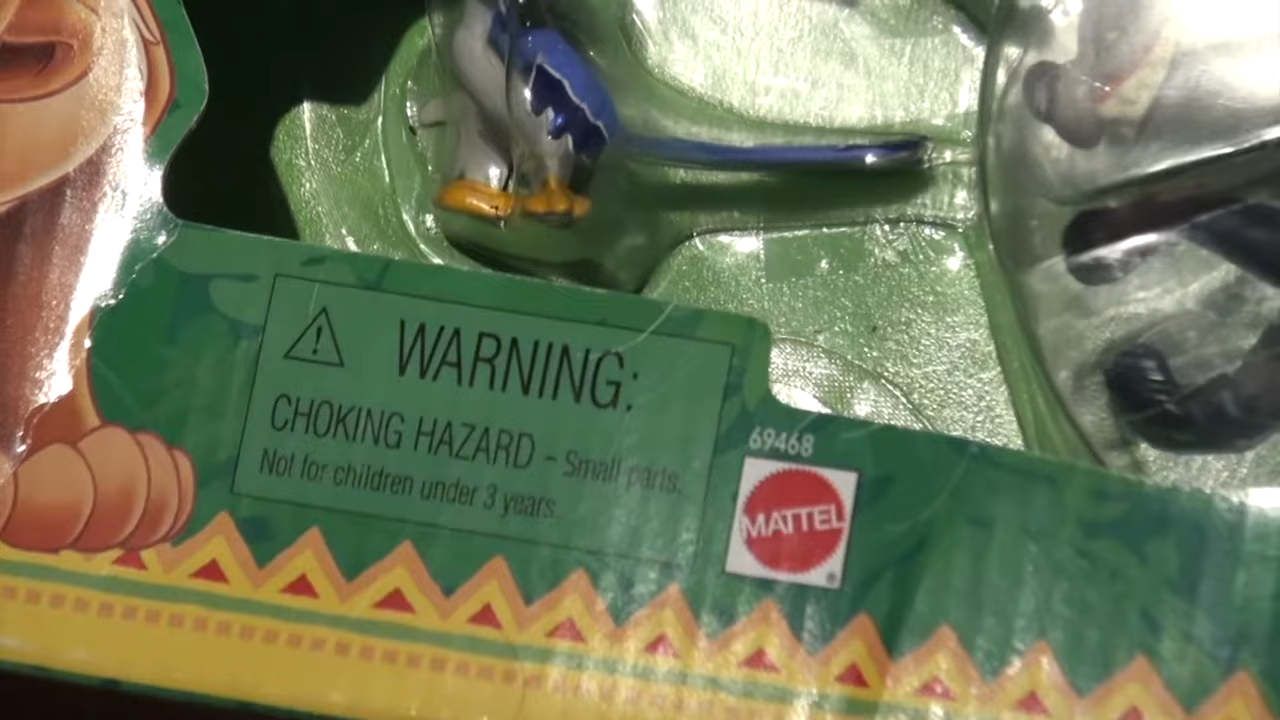 WARNING:
CHOKING HAZARD - Small parts.
Not for children under 3 years.
69468
MATTEL
®